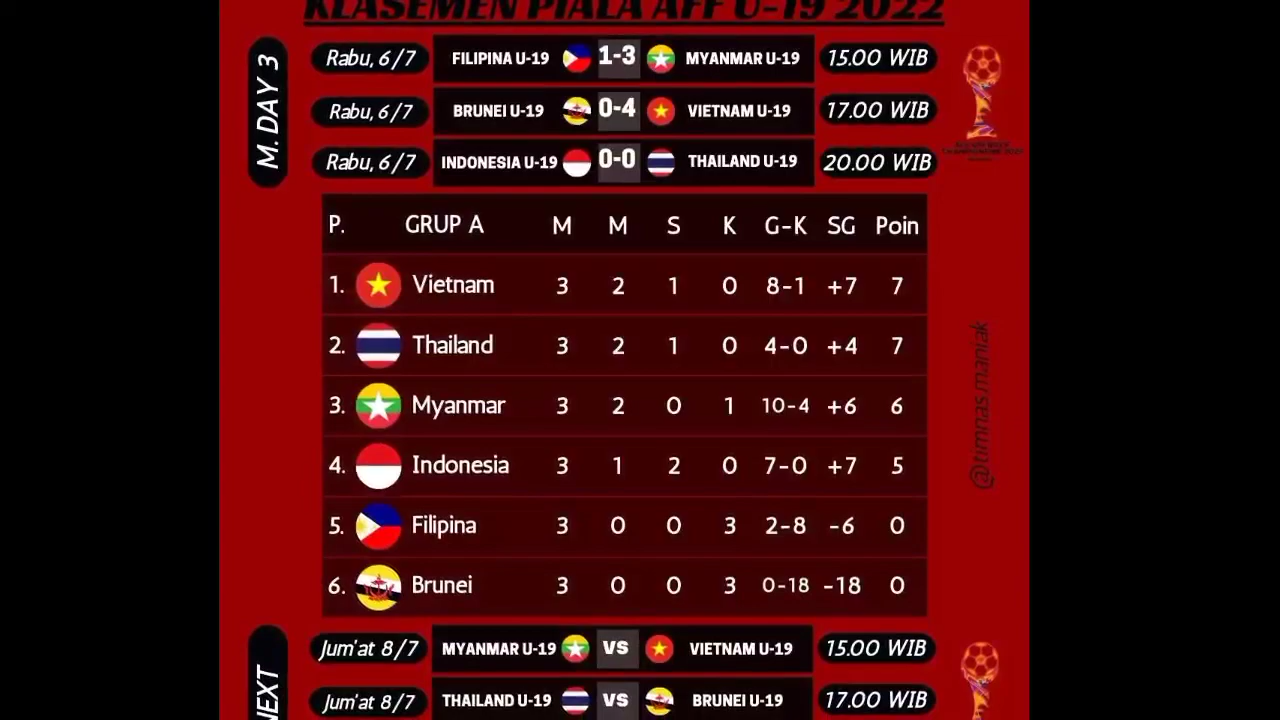 KLASEMEN PIALA AFF U-19 2022
M. DAY 3
Rabu, 6/7 FILIPINA U-19 1-3 MYANMAR U-19 15.00 WIB
Rabu, 6/7 BRUNEI U-19 0-4 VIETNAM U-19 17.00 WIB
Rabu, 6/7 INDONESIA U-19 0-0 THAILAND U-19 20.00 WIB
P. GRUP A M M S K G-K SG Poin
1. Vietnam 3 2 1 0 8-1 +7 7
2. Thailand 3 2 1 0 4-0 +4 7
3. Myanmar 3 2 0 1 10-4 +6 6
4. Indonesia 3 1 2 0 7-0 +7 5
5. Filipina 3 0 0 3 2-8 -6 0
6. Brunei 3 0 0 3 0-18 -18 0
@timnas.maniak
NEXT
Jum'at 8/7 MYANMAR U-19 VS VIETNAM U-19 15.00 WIB
Jum'at 8/7 THAILAND U-19 VS BRUNEI U-19 17.00 WIB